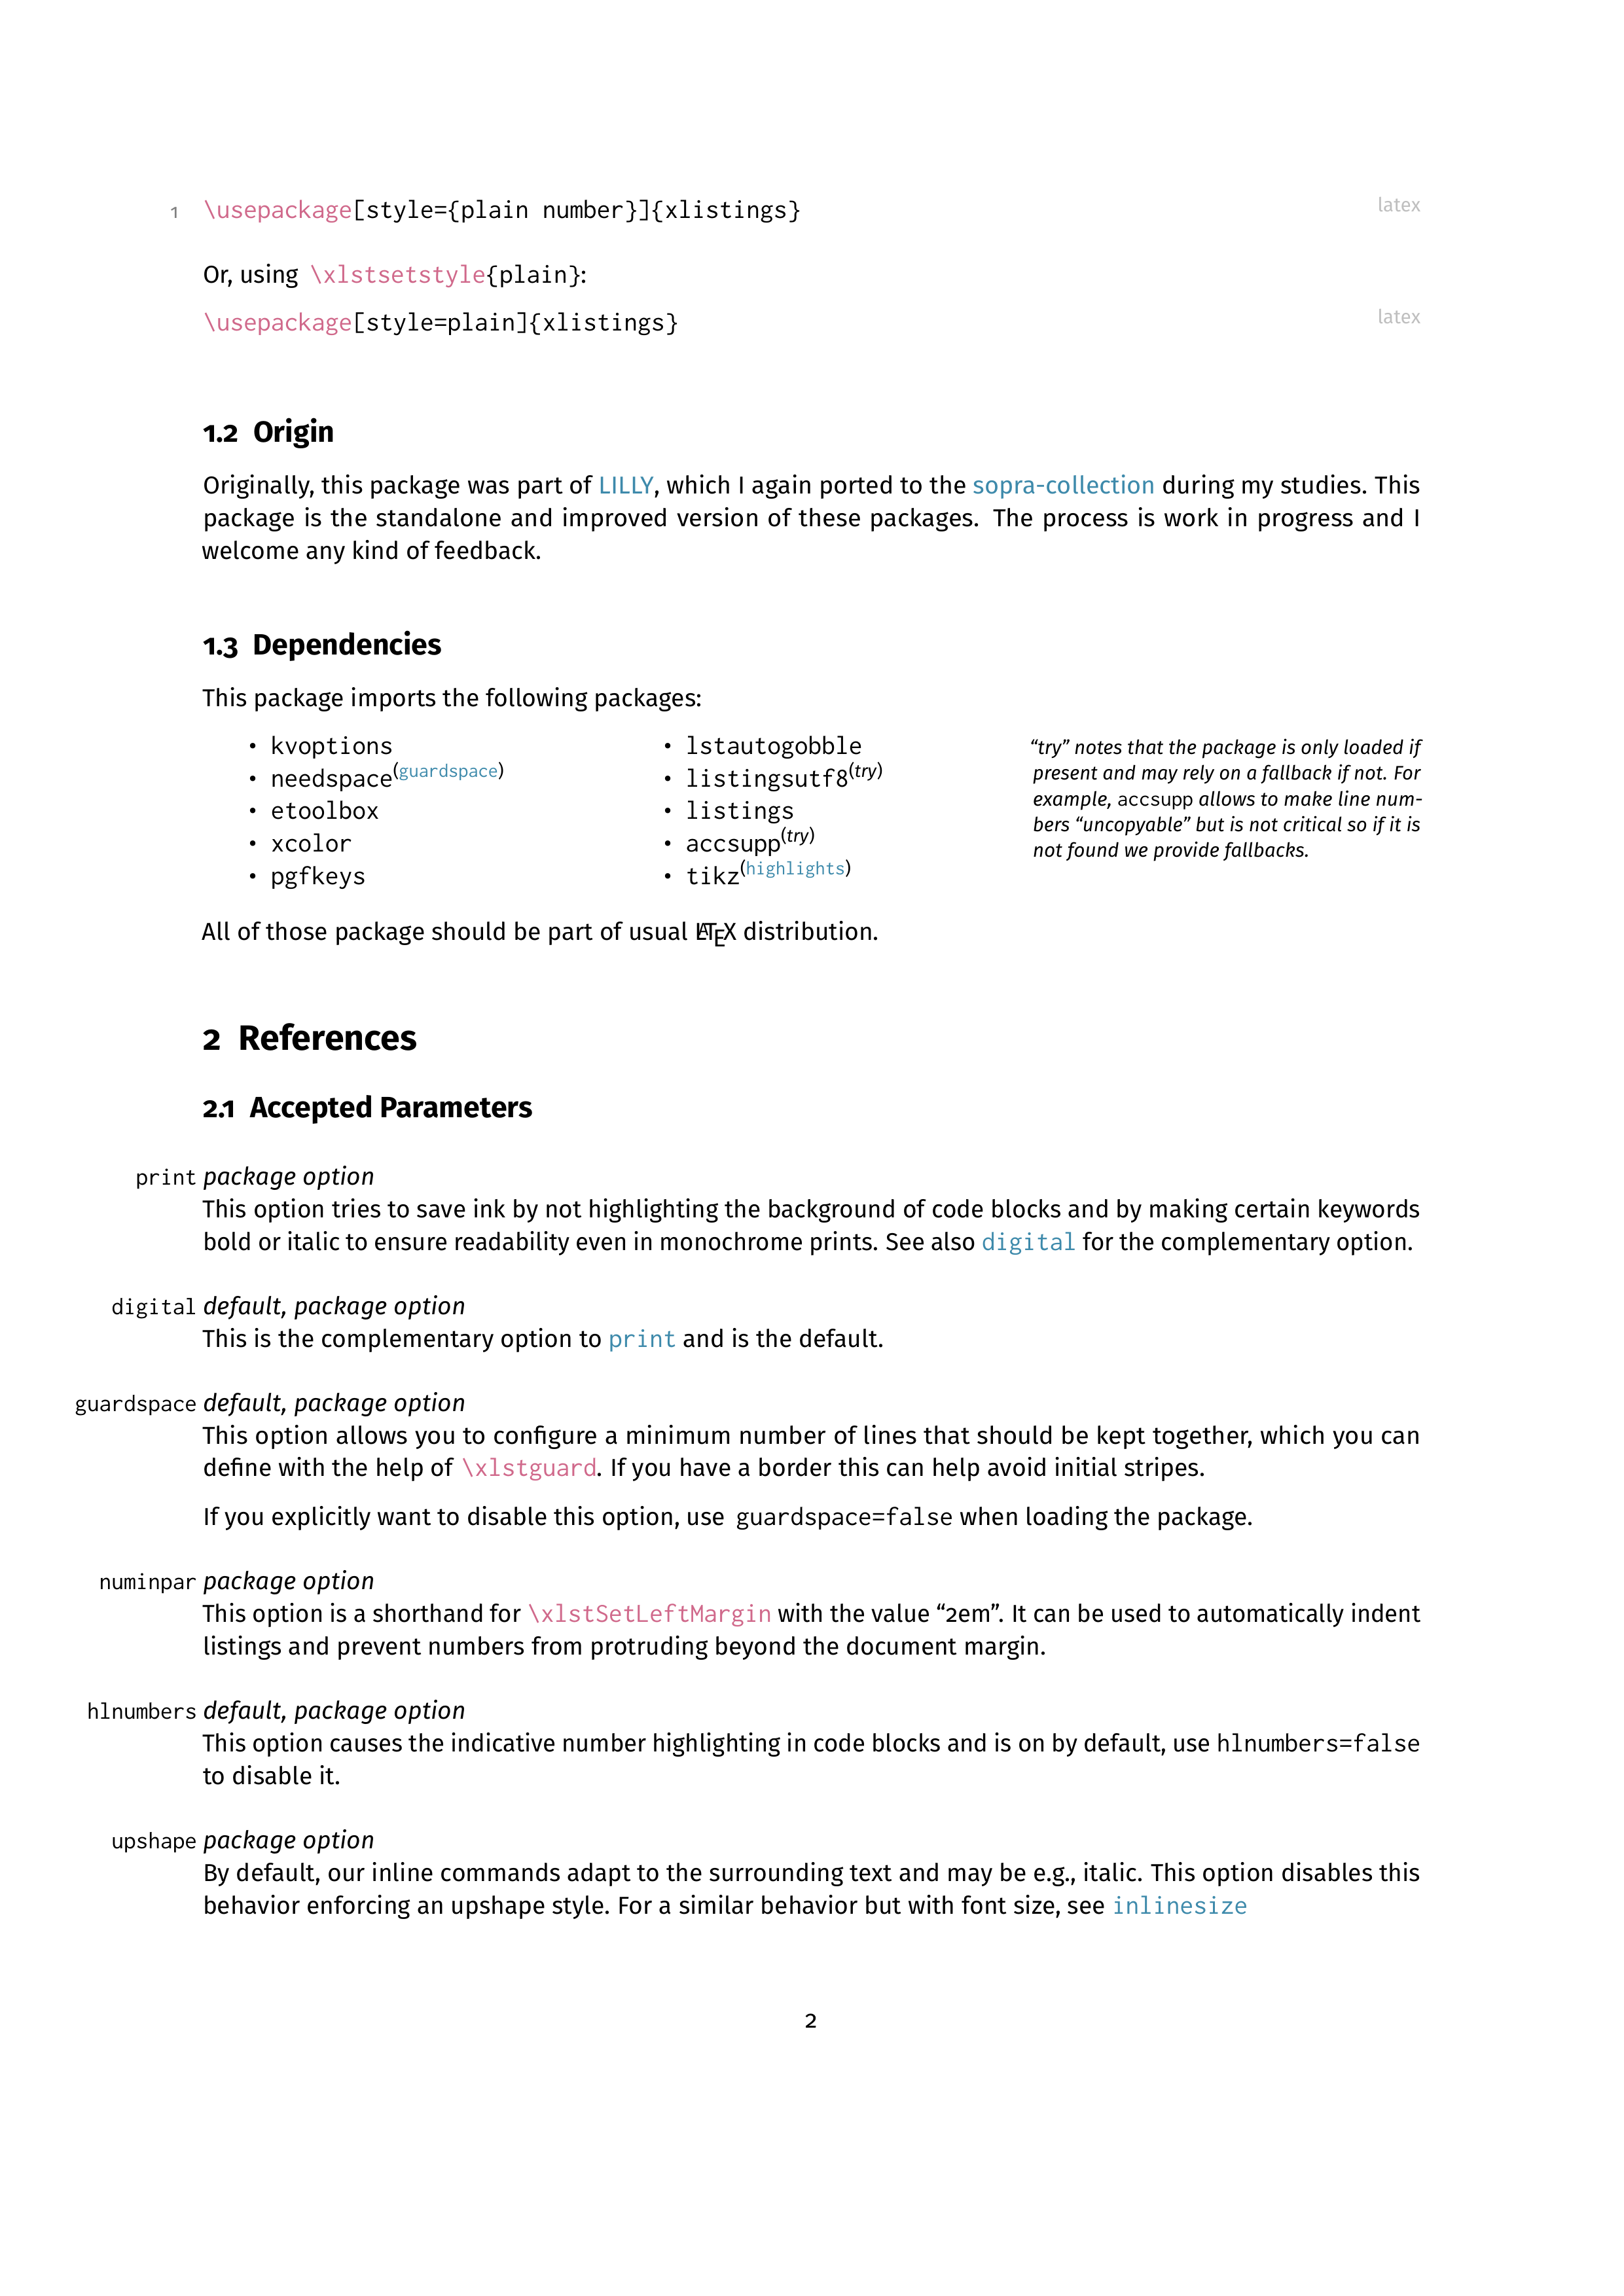 1 \usepackage[style={plain number}]{xlistings} latex
Or, using \xlstsetstyle{plain}:
\usepackage[style=plain]{xlistings} latex
1.2 Origin
Originally, this package was part of LILLY, which I again ported to the sopra-collection during my studies. This
package is the standalone and improved version of these packages. The process is work in progress and I
welcome any kind of feedback.
1.3 Dependencies
This package imports the following packages:
• kvoptions
• needspace(guardspace)
• etoolbox
• xcolor
• pgfkeys
• lstautogobble
• listingsutf8(try)
• listings
• accsupp(try)
• tikz(highlights)
“try” notes that the package is only loaded if
present and may rely on a fallback if not. For
example, accsupp allows to make line num-
bers “uncopyable” but is not critical so if it is
not found we provide fallbacks.
All of those package should be part of usual LATEX distribution.
2 References
2.1 Accepted Parameters
print package option
This option tries to save ink by not highlighting the background of code blocks and by making certain keywords
bold or italic to ensure readability even in monochrome prints. See also digital for the complementary option.
digital default, package option
This is the complementary option to print and is the default.
guardspace default, package option
This option allows you to configure a minimum number of lines that should be kept together, which you can
define with the help of \xlstguard. If you have a border this can help avoid initial stripes.
If you explicitly want to disable this option, use guardspace=false when loading the package.
numinpar package option
This option is a shorthand for \xlstSetLeftMargin with the value “2em”. It can be used to automatically indent
listings and prevent numbers from protruding beyond the document margin.
hlnumbers default, package option
This option causes the indicative number highlighting in code blocks and is on by default, use hlnumbers=false
to disable it.
upshape package option
By default, our inline commands adapt to the surrounding text and may be e.g., italic. This option disables this
behavior enforcing an upshape style. For a similar behavior but with font size, see inlinesize
2